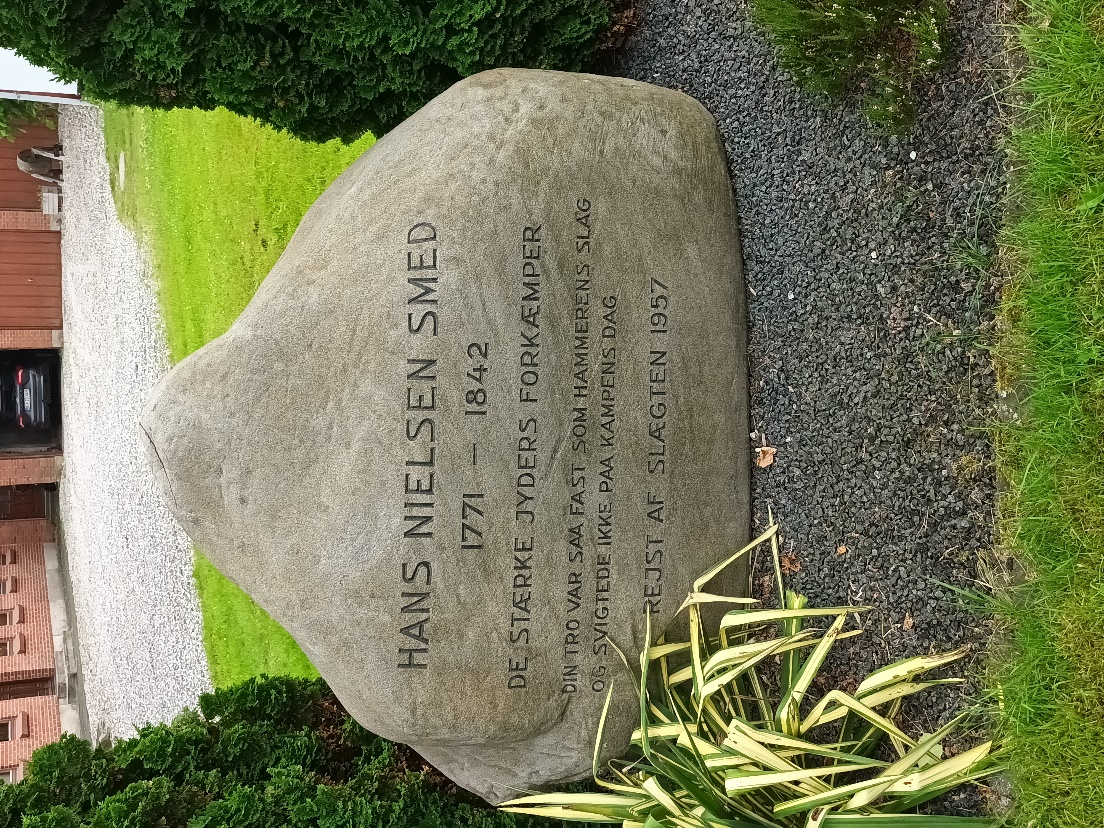 HANS NIELSEN SMED
1771 – 1842
DE STÆRKE JYDERS FORKÆMPER
DIN TRO VAR SAA FAST SOM HAMMERENS SLAG
OG SVIGTEDE IKKE PAA KAMPENS DAG
REJST AF SLÆGTEN 1957